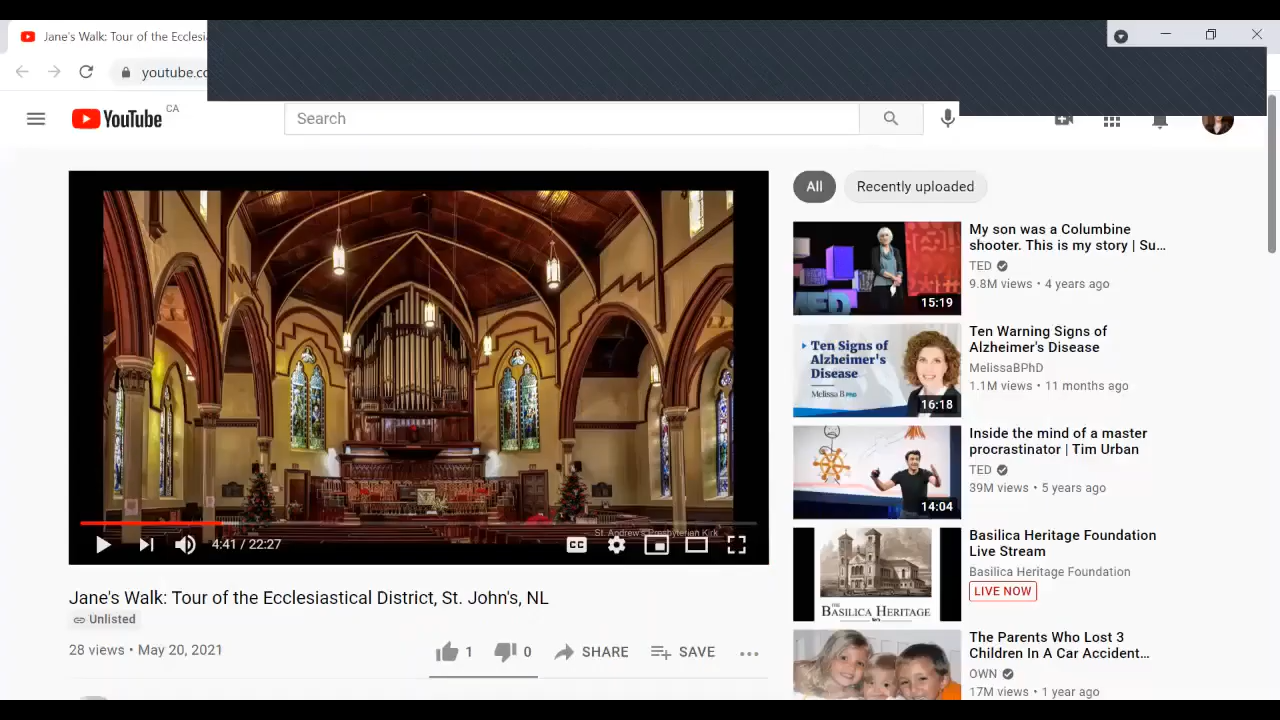 Jane's Walk: Tour of the Ecclesia
youtube.co
YouTube CA
Search
All
Recently uploaded
St. Andrew's Presbyterian Kirk
4:41 / 22:27
CC
Jane's Walk: Tour of the Ecclesiastical District, St. John's, NL
Unlisted
28 views • May 20, 2021
1
0
SHARE
SAVE
My son was a Columbine
shooter. This is my story | Su...
TED
9.8M views • 4 years ago
TED
15:19
Ten Warning Signs of
Alzheimer's Disease
MelissaBPhD
1.1M views • 11 months ago
Ten Signs of
Alzheimer's
Disease
Melissa B PHD
16:18
Inside the mind of a master
procrastinator | Tim Urban
TED
39M views • 5 years ago
14:04
Basilica Heritage Foundation
Live Stream
Basilica Heritage Foundation
LIVE NOW
BASILICA HERITAGE
The Parents Who Lost 3
Children In A Car Accident...
OWN
17M views • 1 year ago